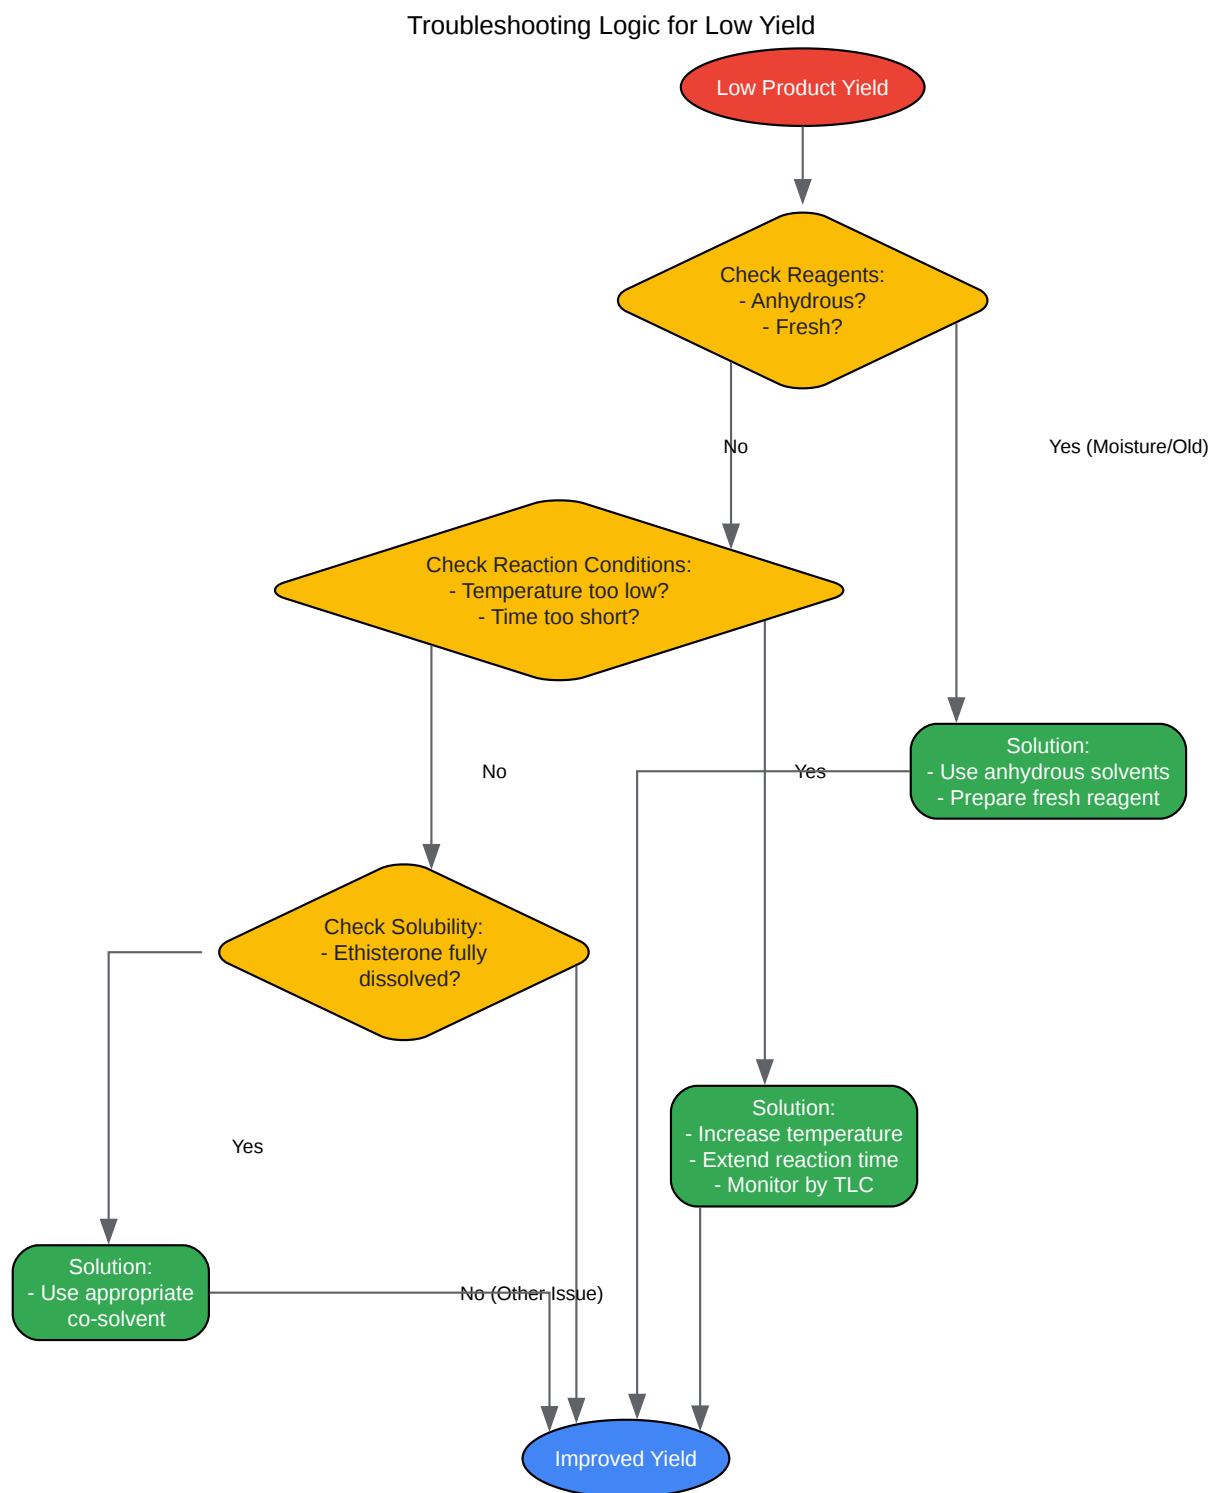 Troubleshooting Logic for Low Yield
Low Product Yield
Check Reagents:
- Anhydrous?
- Fresh?
No
Yes (Moisture/Old)
Check Reaction Conditions:
- Temperature too low?
- Time too short?
Solution:
- Use anhydrous solvents
- Prepare fresh reagent
No
Yes
Check Solubility:
- Ethisterone fully
dissolved?
Solution:
- Increase temperature
- Extend reaction time
- Monitor by TLC
Yes
Solution:
- Use appropriate
co-solvent
No (Other Issue)
Improved Yield